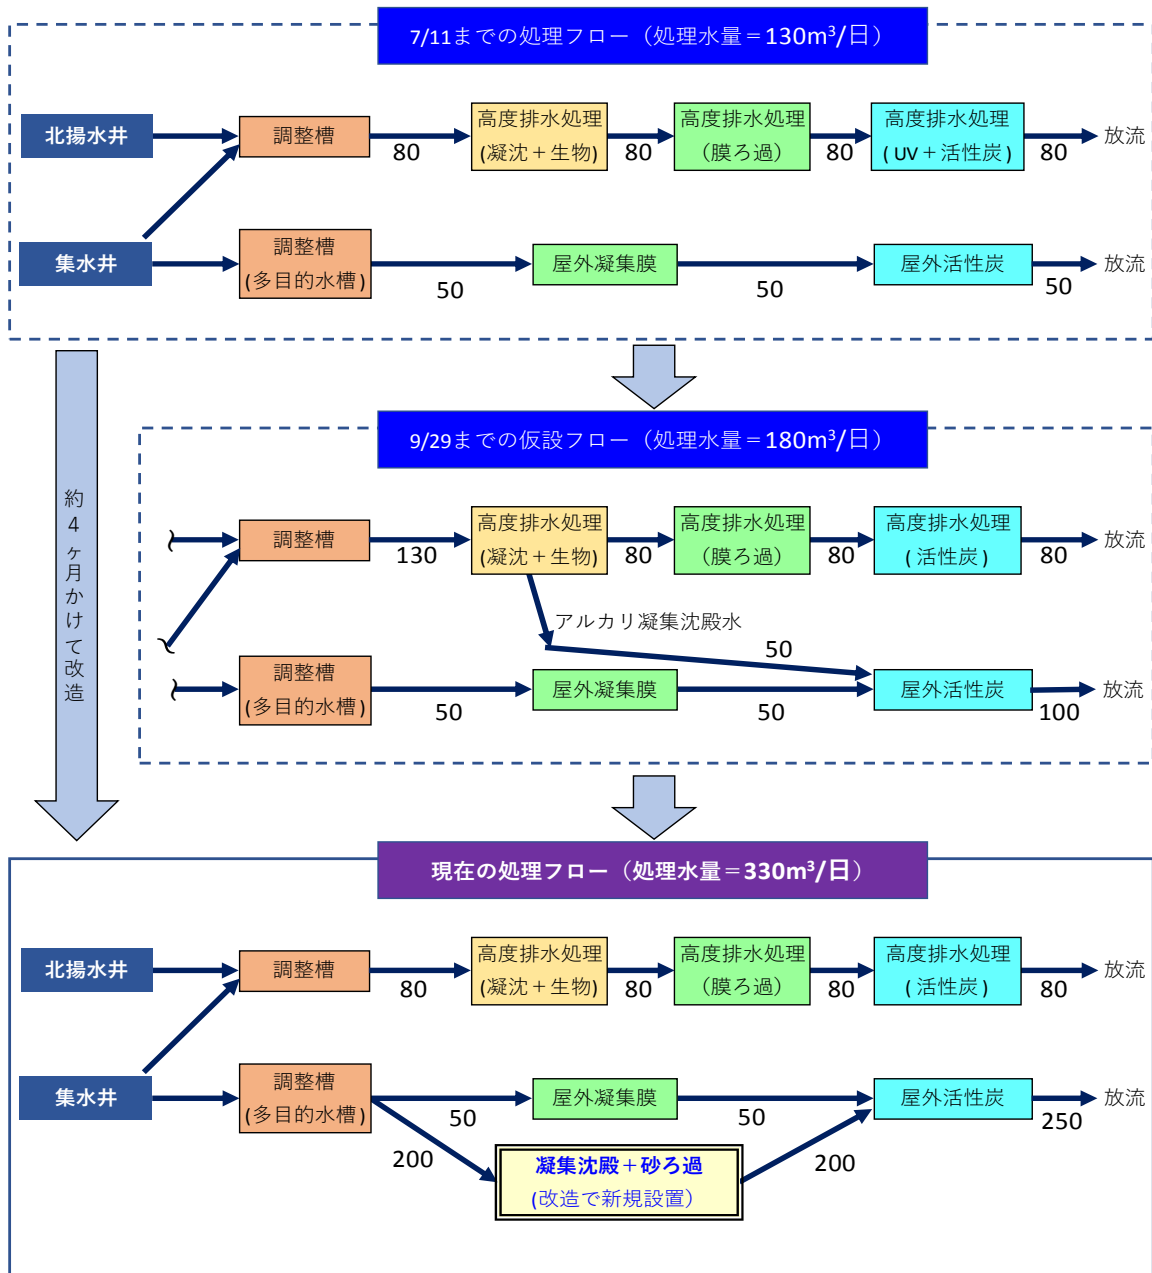 7/11までの処理フロー（処理水量＝130m³/日）
北揚水井
調整槽
80
高度排水処理
(凝沈＋生物)
80
高度排水処理
（膜ろ過）
80
高度排水処理
( UV＋活性炭)
80
放流
集水井
調整槽
(多目的水槽)
50
屋外凝集膜
50
屋外活性炭
50
放流
約4ヶ月かけて改造
9/29までの仮設フロー（処理水量＝180m³/日）
調整槽
130
高度排水処理
(凝沈＋生物)
80
高度排水処理
（膜ろ過）
80
高度排水処理
(活性炭)
80
放流
アルカリ凝集沈殿水
50
調整槽
(多目的水槽)
50
屋外凝集膜
50
屋外活性炭
100
放流
現在の処理フロー（処理水量＝330m³/日）
北揚水井
調整槽
80
高度排水処理
(凝沈＋生物)
80
高度排水処理
（膜ろ過）
80
高度排水処理
( 活性炭)
80
放流
集水井
調整槽
(多目的水槽)
50
屋外凝集膜
50
屋外活性炭
250
放流
200
凝集沈殿＋砂ろ過
(改造で新規設置）
200